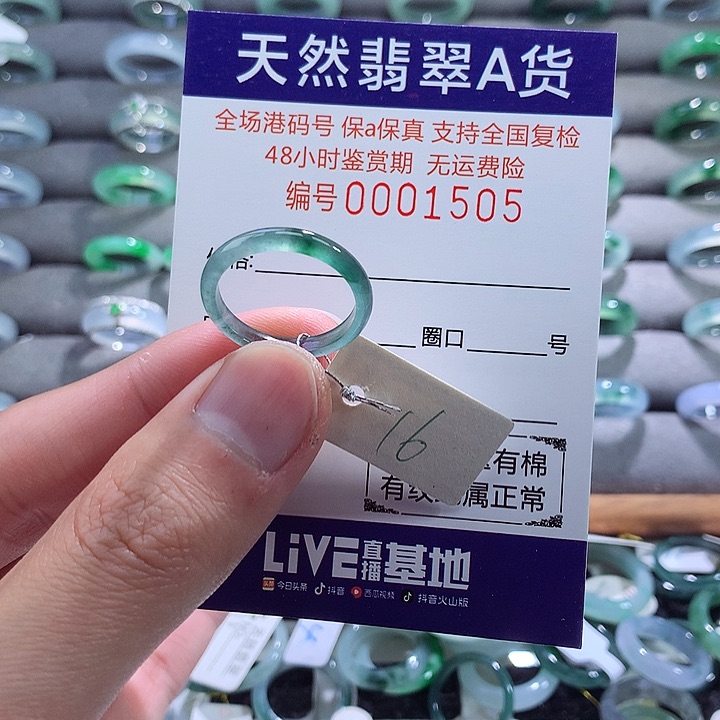 天然翡翠A货
全场港码号 保a保真 支持全国复检
48小时鉴赏期 无运费险
编号0001505
格:
圈口 号
16
有棉
有纹 属正常
LiVE直播基地
今日头条 抖音 西瓜视频 抖音火山版